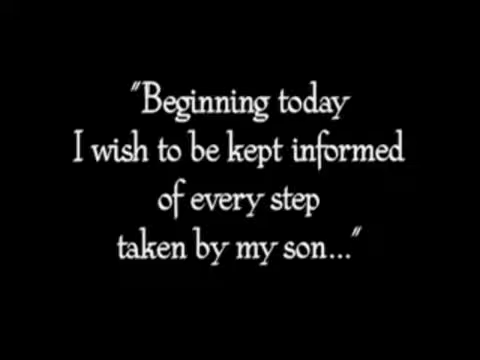 "Beginning today
I wish to be kept informed
of every step
taken by my son..."